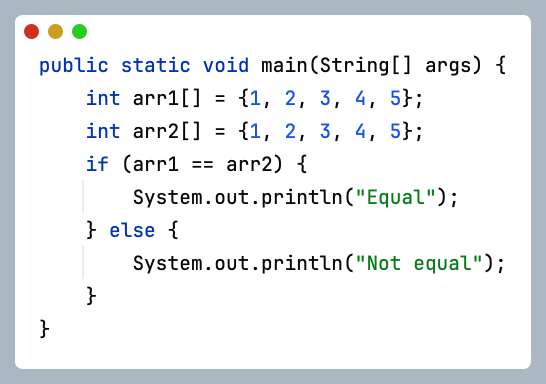 public static void main(String[] args) {
    int arr1[] = {1, 2, 3, 4, 5};
    int arr2[] = {1, 2, 3, 4, 5};
    if (arr1 == arr2) {
        System.out.println("Equal");
    } else {
        System.out.println("Not equal");
    }
}